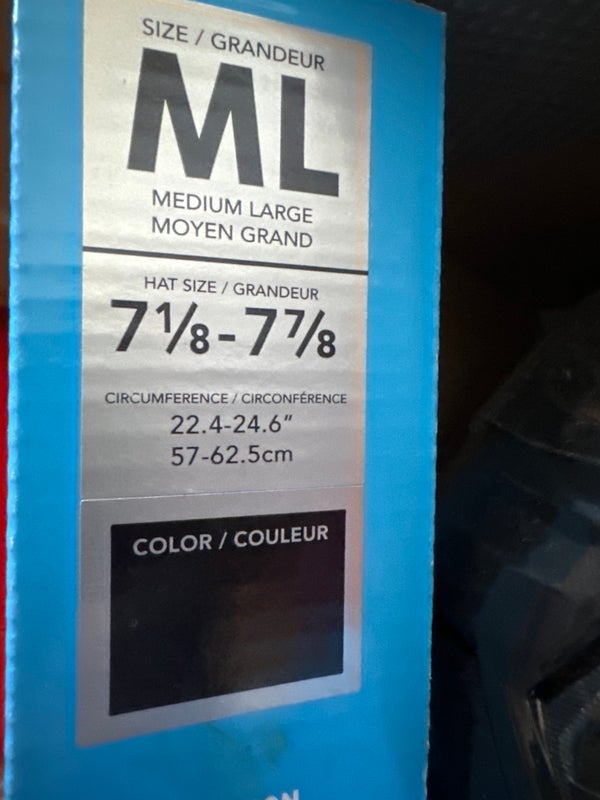 SIZE / GRANDEUR
ML
MEDIUM LARGE
MOYEN GRAND
HAT SIZE / GRANDEUR
7⅛-7⅞
CIRCUMFERENCE / CIRCONFÉRENCE
22.4-24.6"
57-62.5cm
COLOR / COULEUR